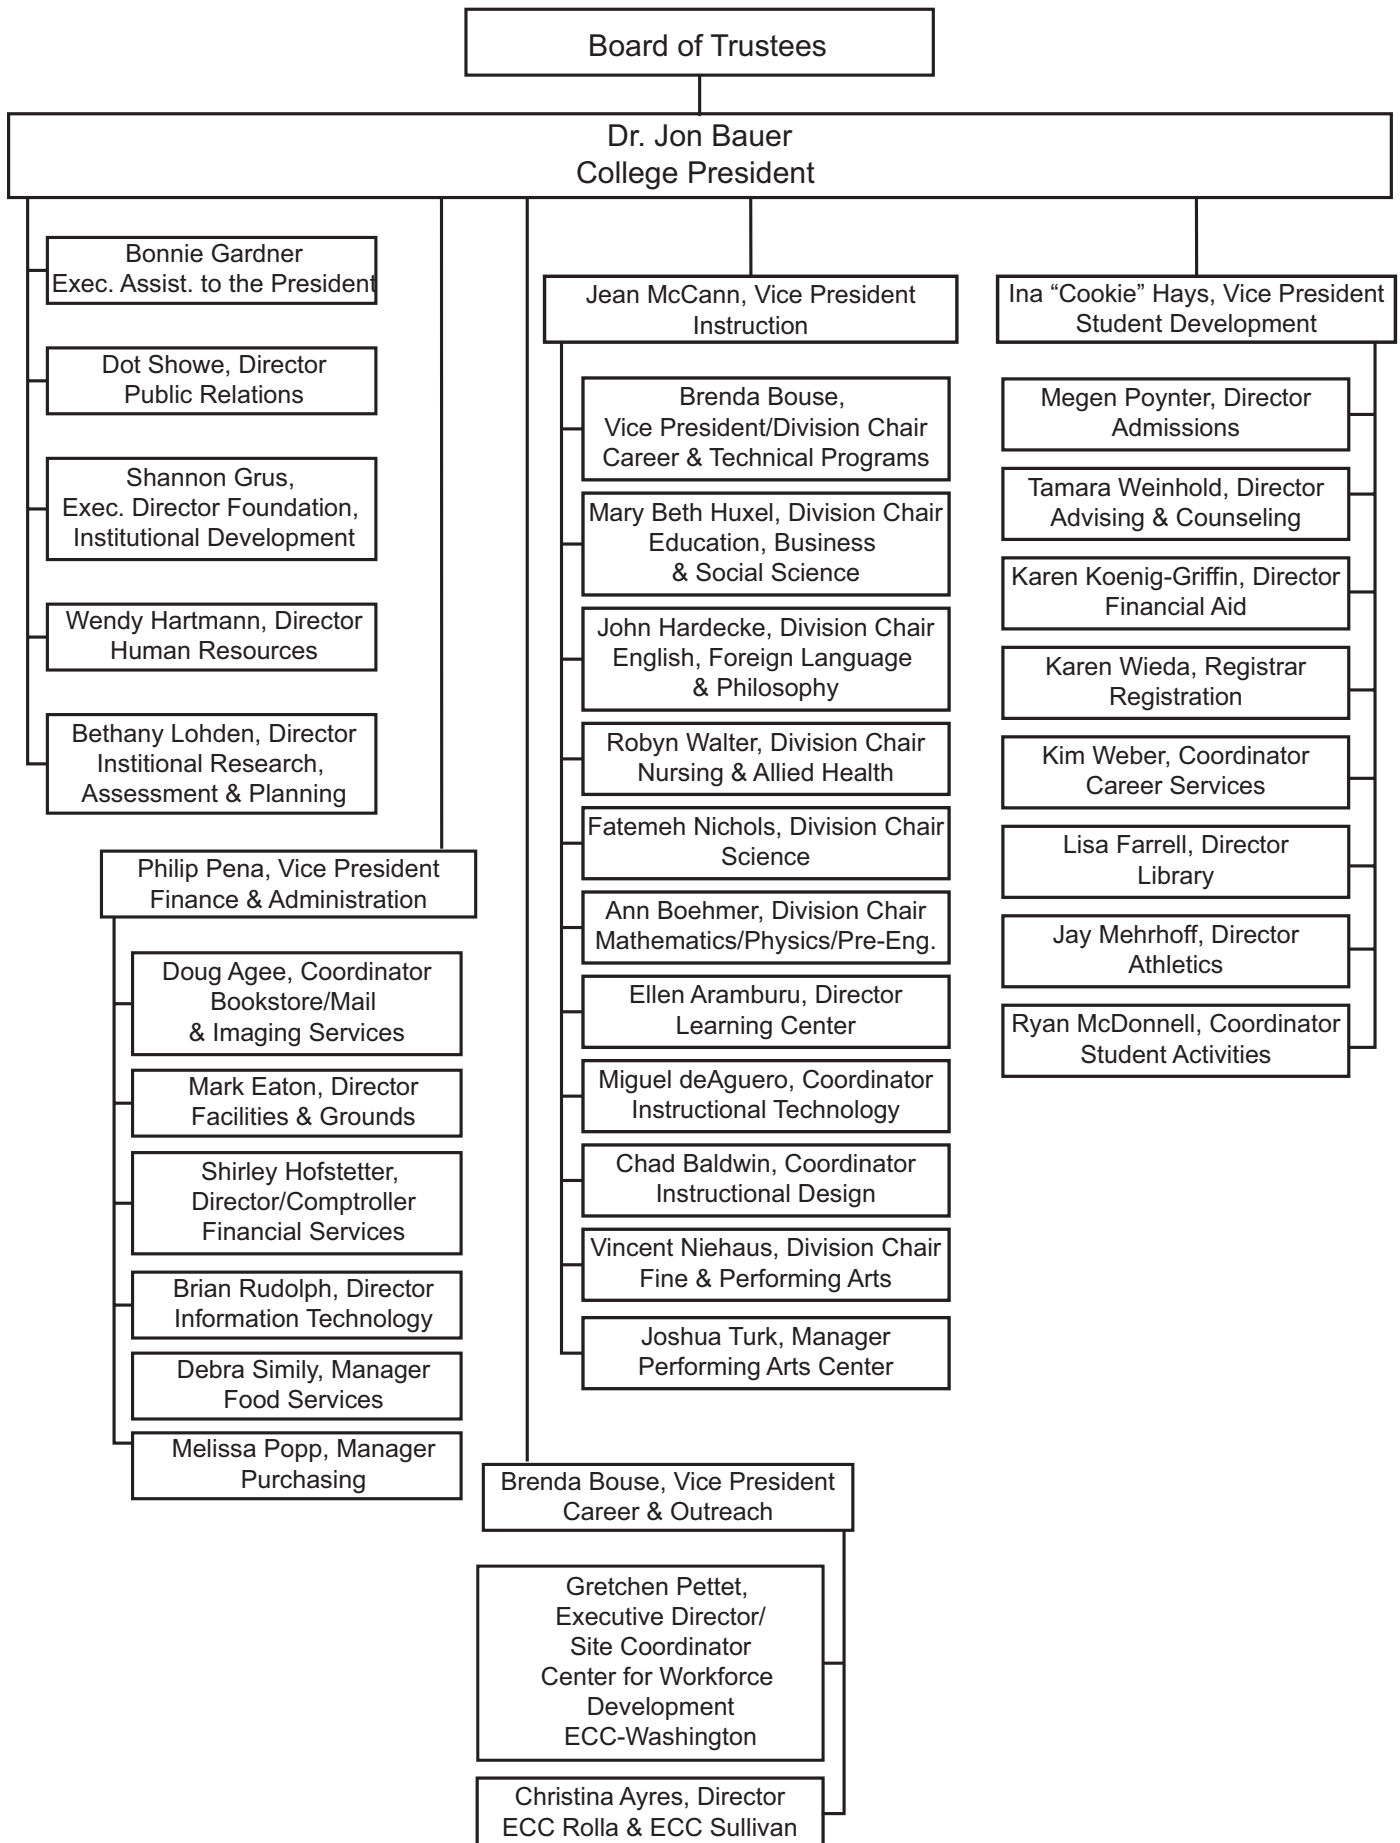 Board of Trustees
Dr. Jon Bauer
College President
Bonnie Gardner
Exec. Assist. to the President
Dot Showe, Director
Public Relations
Shannon Grus,
Exec. Director Foundation,
Institutional Development
Wendy Hartmann, Director
Human Resources
Bethany Lohden, Director
Institional Research,
Assessment & Planning
Philip Pena, Vice President
Finance & Administration
Doug Agee, Coordinator
Bookstore/Mail
& Imaging Services
Mark Eaton, Director
Facilities & Grounds
Shirley Hofstetter,
Director/Comptroller
Financial Services
Brian Rudolph, Director
Information Technology
Debra Simily, Manager
Food Services
Melissa Popp, Manager
Purchasing
Brenda Bouse, Vice President
Career & Outreach
Gretchen Pettet,
Executive Director/
Site Coordinator
Center for Workforce
Development
ECC-Washington
Christina Ayres, Director
ECC Rolla & ECC Sullivan
Jean McCann, Vice President
Instruction
Brenda Bouse,
Vice President/Division Chair
Career & Technical Programs
Mary Beth Huxel, Division Chair
Education, Business
& Social Science
John Hardecke, Division Chair
English, Foreign Language
& Philosophy
Robyn Walter, Division Chair
Nursing & Allied Health
Fatemeh Nichols, Division Chair
Science
Ann Boehmer, Division Chair
Mathematics/Physics/Pre-Eng.
Ellen Aramburu, Director
Learning Center
Miguel deAguero, Coordinator
Instructional Technology
Chad Baldwin, Coordinator
Instructional Design
Vincent Niehaus, Division Chair
Fine & Performing Arts
Joshua Turk, Manager
Performing Arts Center
Ina “Cookie” Hays, Vice President
Student Development
Megen Poynter, Director
Admissions
Tamara Weinhold, Director
Advising & Counseling
Karen Koenig-Griffin, Director
Financial Aid
Karen Wieda, Registrar
Registration
Kim Weber, Coordinator
Career Services
Lisa Farrell, Director
Library
Jay Mehrhoff, Director
Athletics
Ryan McDonnell, Coordinator
Student Activities